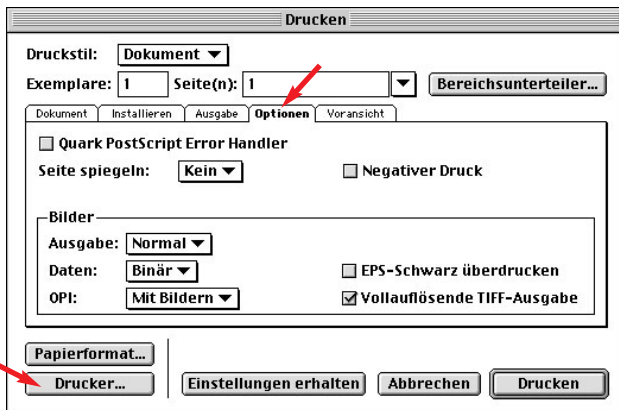 Drucken
Druckstil: Dokument
Exemplare: 1 Seite(n): 1 Bereichsunterteiler...
Dokument Installieren Ausgabe Optionen Voransicht
Quark PostScript Error Handler
Seite spiegeln: Kein Negativer Druck
Bilder
Ausgabe: Normal
Daten: Binär EPS-Schwarz überdrucken
OPI: Mit Bildern Vollauflösende TIFF-Ausgabe
Papierformat...
Drucker... Einstellungen erhalten Abbrechen Drucken